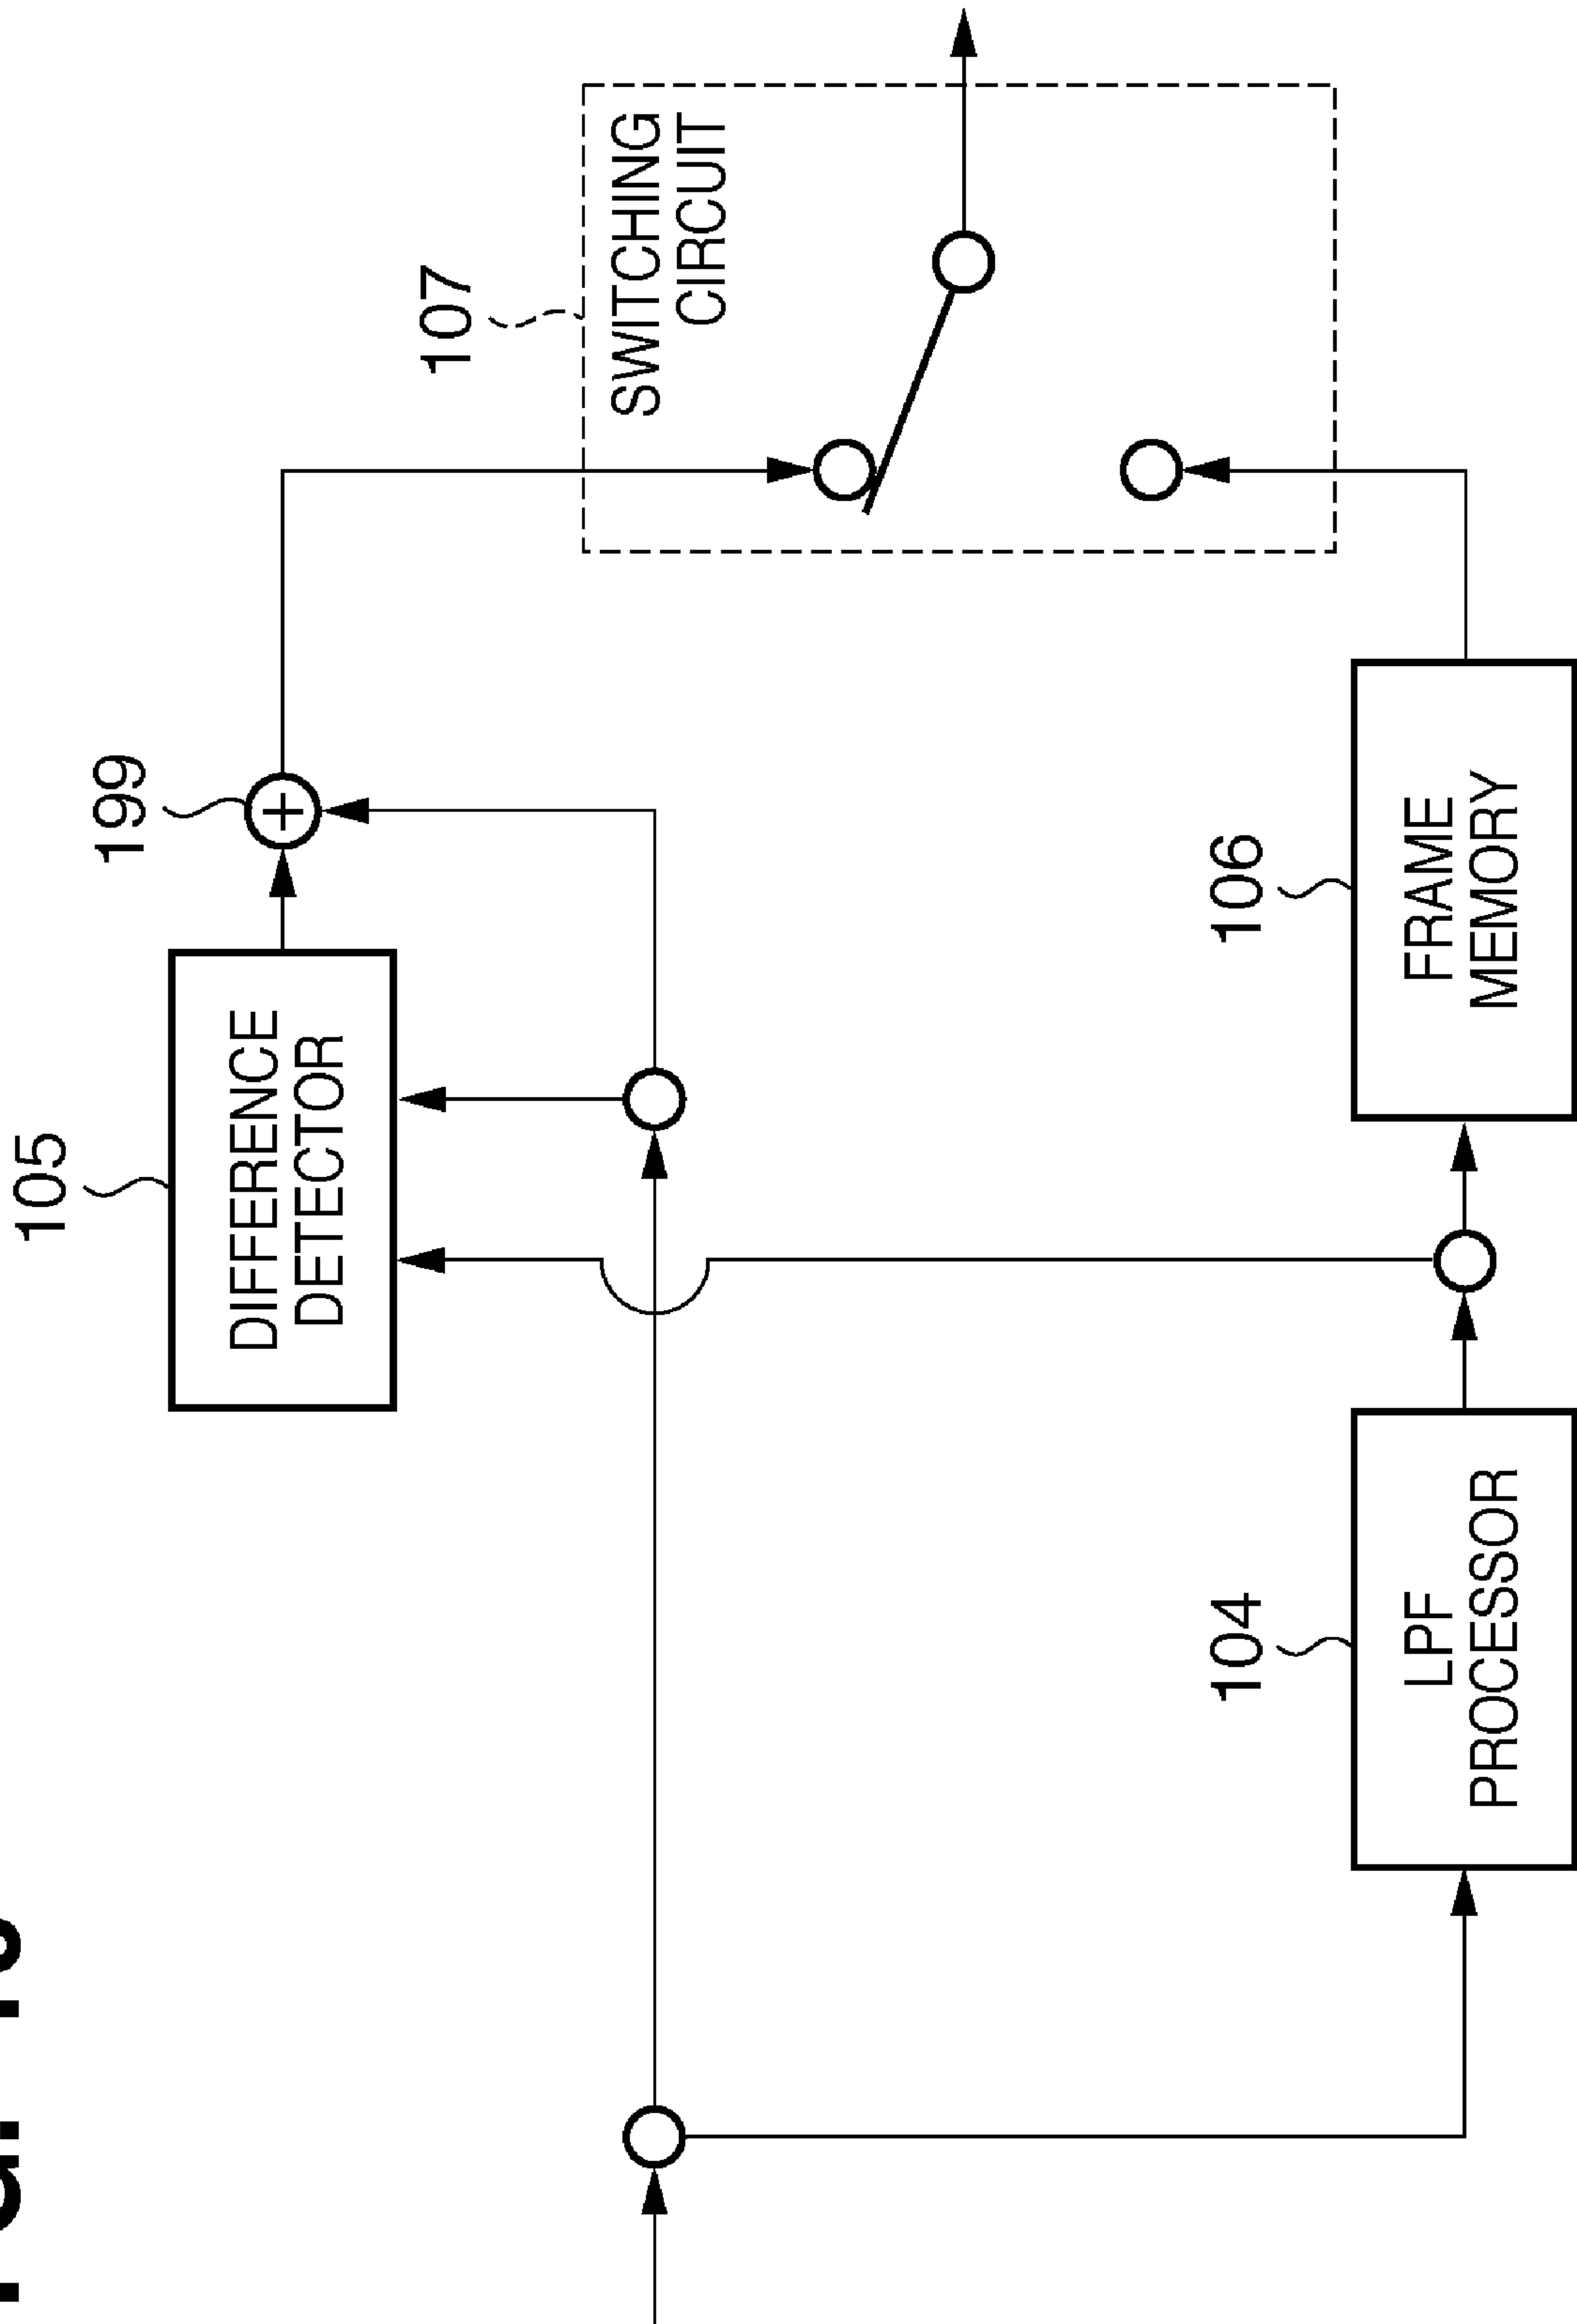 105
DIFFERENCE
DETECTOR
199
+
107
SWITCHING
CIRCUIT
104
LPF
PROCESSOR
106
FRAME
MEMORY